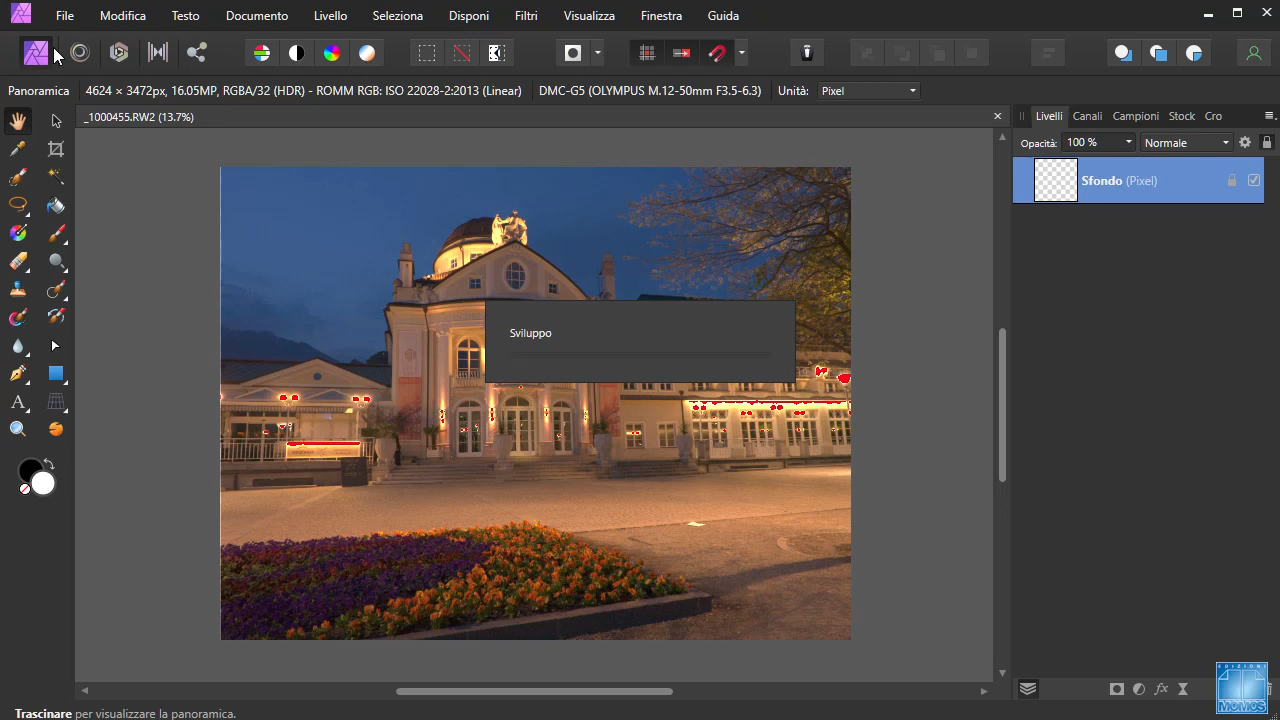 File Modifica Testo Documento Livello Seleziona Disponi Filtri Visualizza Finestra Guida
Panoramica 4624 × 3472px, 16.05MP, RGBA/32 (HDR) - ROMM RGB: ISO 22028-2:2013 (Linear) DMC-G5 (OLYMPUS M.12-50mm F3.5-6.3) Unità: Pixel
_1000455.RW2 (13.7%)
Livelli Canali Campioni Stock Cro
Opacità: 100 % Normale
Sfondo (Pixel)
Sviluppo
A
fx
EDIZIONI
MOMOS
Trascinare per visualizzare la panoramica.